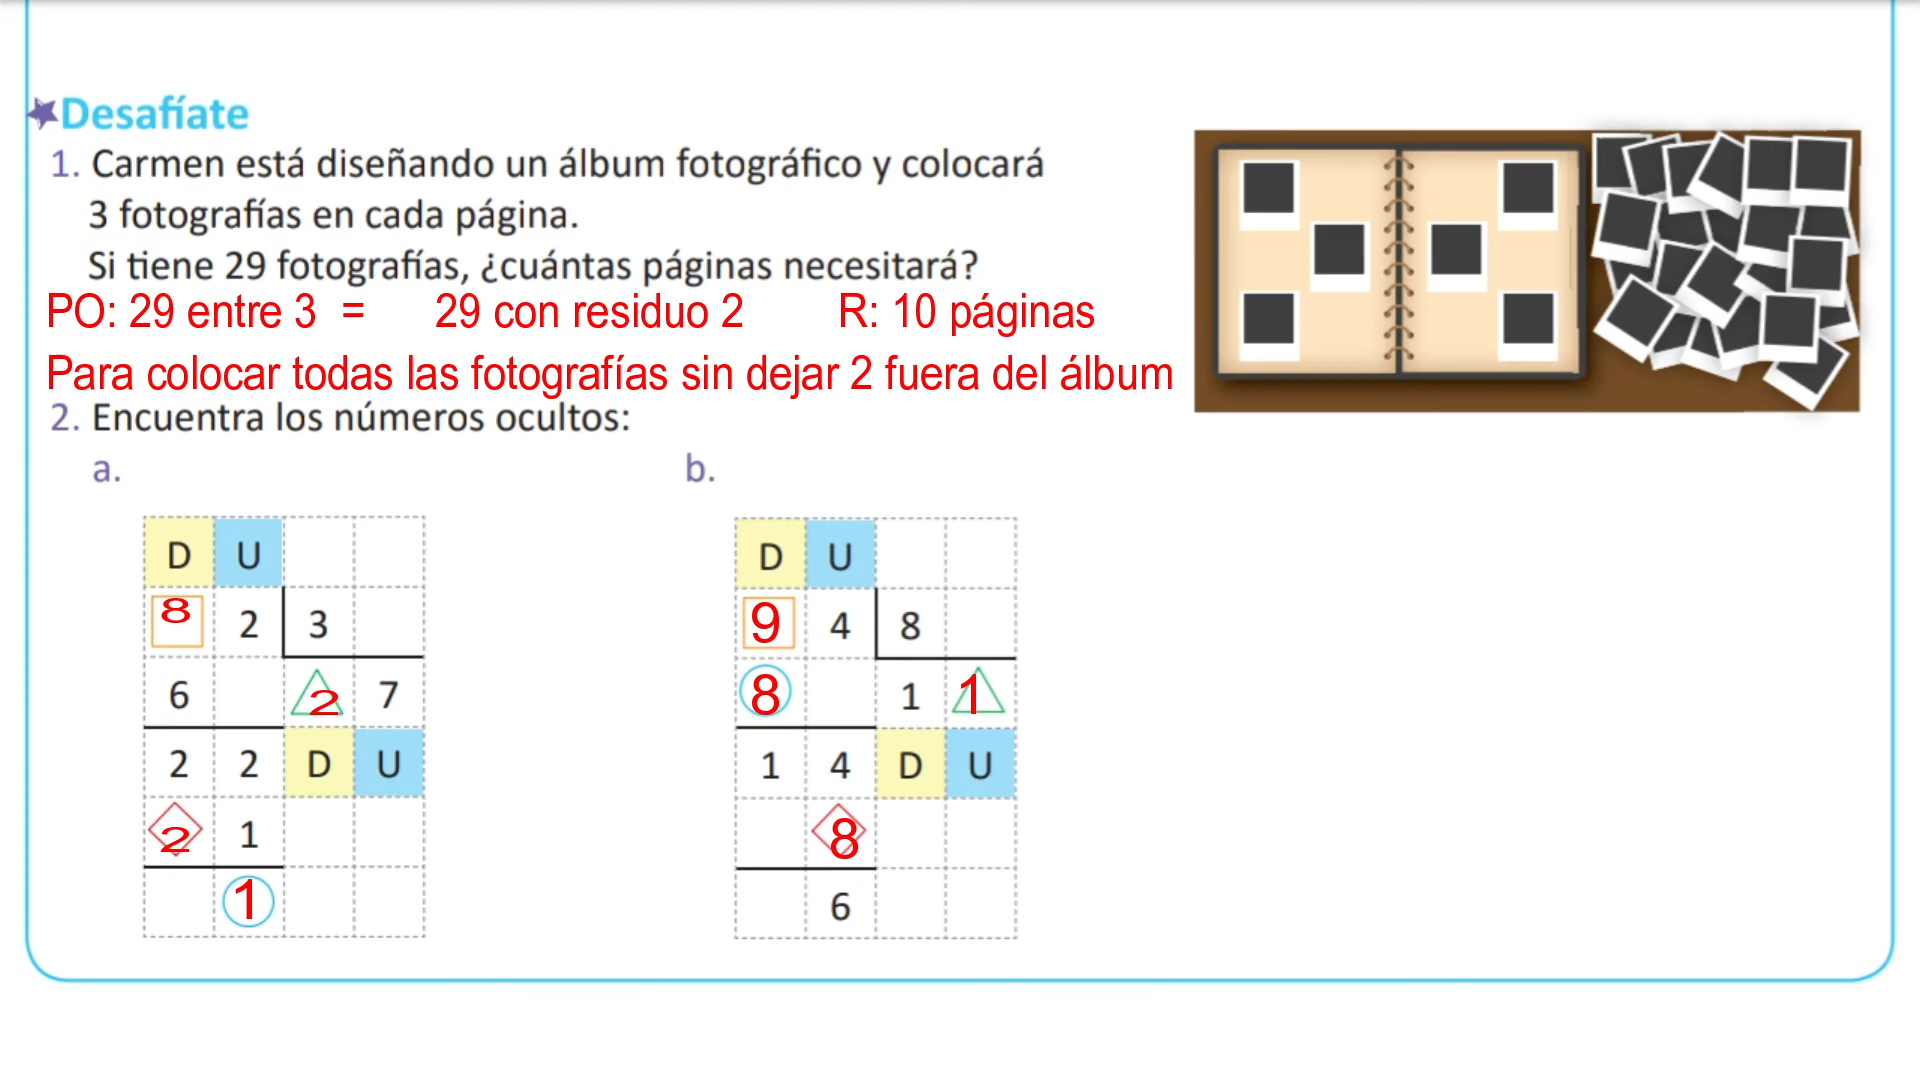 Desafíate
1. Carmen está diseñando un álbum fotográfico y colocará
3 fotografías en cada página.
Si tiene 29 fotografías, ¿cuántas páginas necesitará?
PO: 29 entre 3 = 29 con residuo 2 R: 10 páginas
Para colocar todas las fotografías sin dejar 2 fuera del álbum
2. Encuentra los números ocultos:
a.
D U
8 2 3
6 2 7
2 2 D U
2 1
1
b.
D U
9 4 8
8 1 1
1 4 D U
8
6